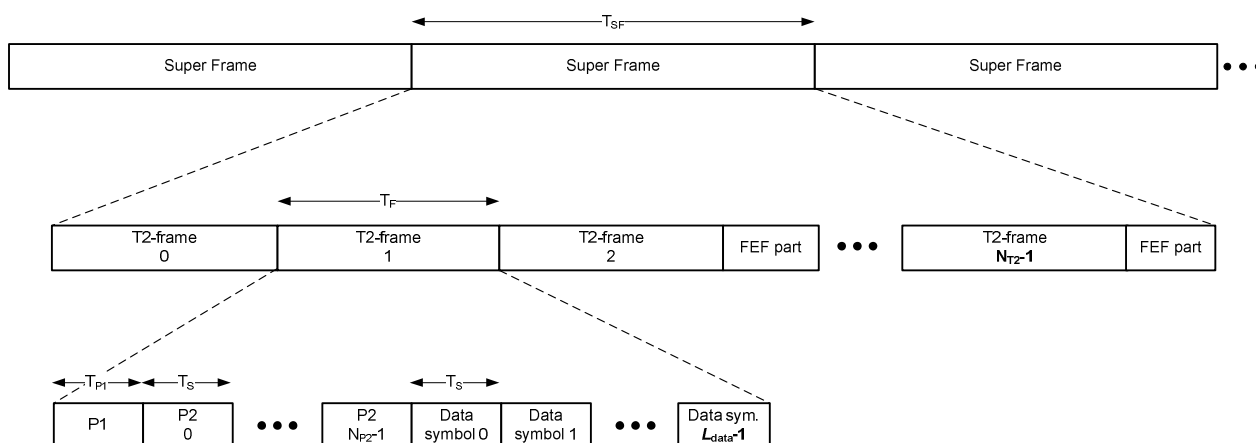 T_SF
Super Frame
Super Frame
Super Frame
T_F
T2-frame
0
T2-frame
1
T2-frame
2
FEF part
T2-frame
N_T2-1
FEF part
T_P1
T_S
T_S
P1
P2
0
P2
N_P2-1
Data
symbol 0
Data
symbol 1
Data sym.
L_data-1